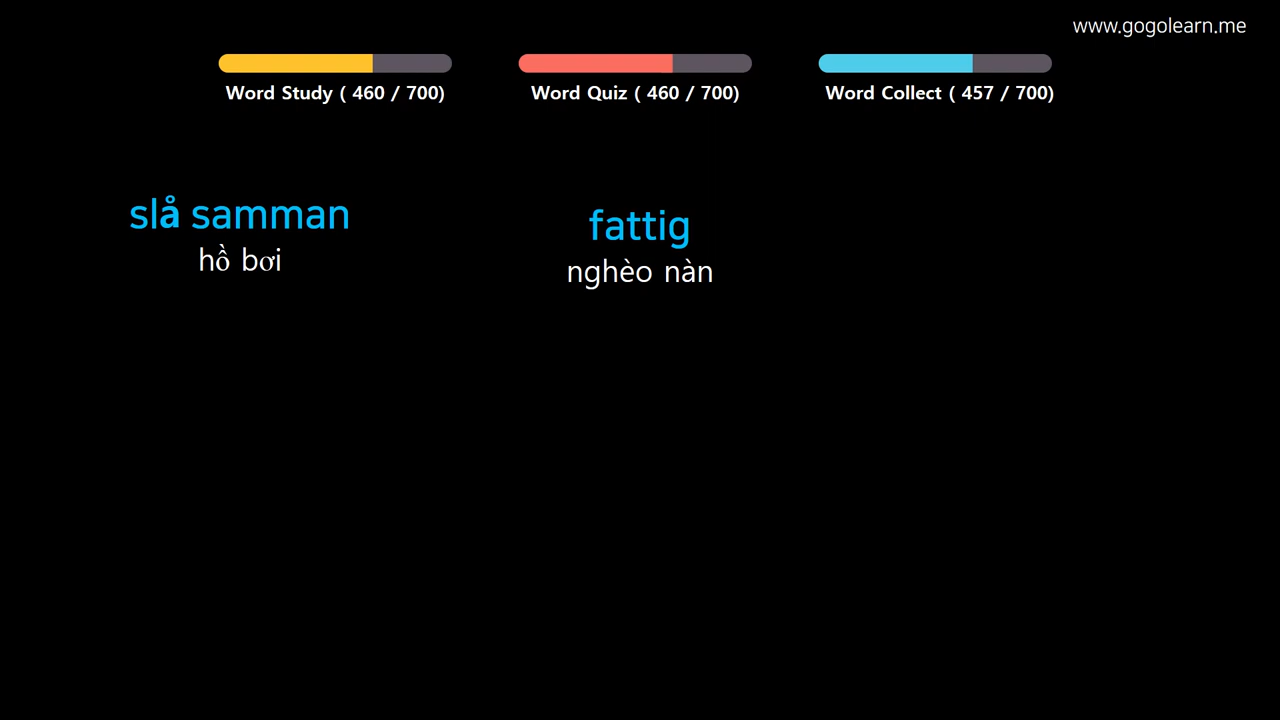 www.gogolearn.me
Word Study ( 460 / 700)
Word Quiz ( 460 / 700)
Word Collect ( 457 / 700)
slå samman
hồ bơi
fattig
nghèo nàn